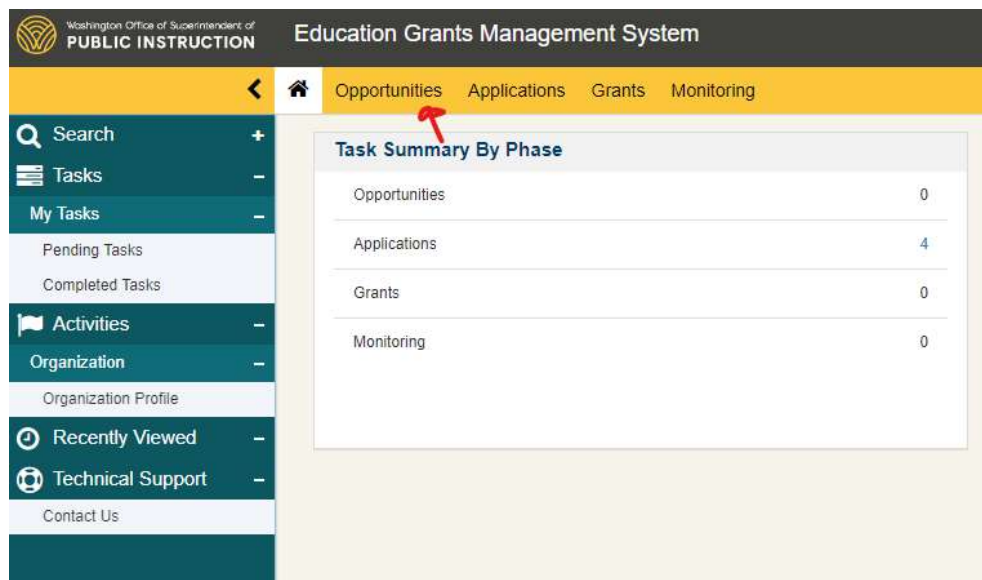 Washington Office of Superintendent of
PUBLIC INSTRUCTION
Education Grants Management System
Opportunities Applications Grants Monitoring
Search +
Tasks –
My Tasks –
Pending Tasks
Completed Tasks
Activities –
Organization –
Organization Profile
Recently Viewed –
Technical Support –
Contact Us
Task Summary By Phase
Opportunities 0
Applications 4
Grants 0
Monitoring 0